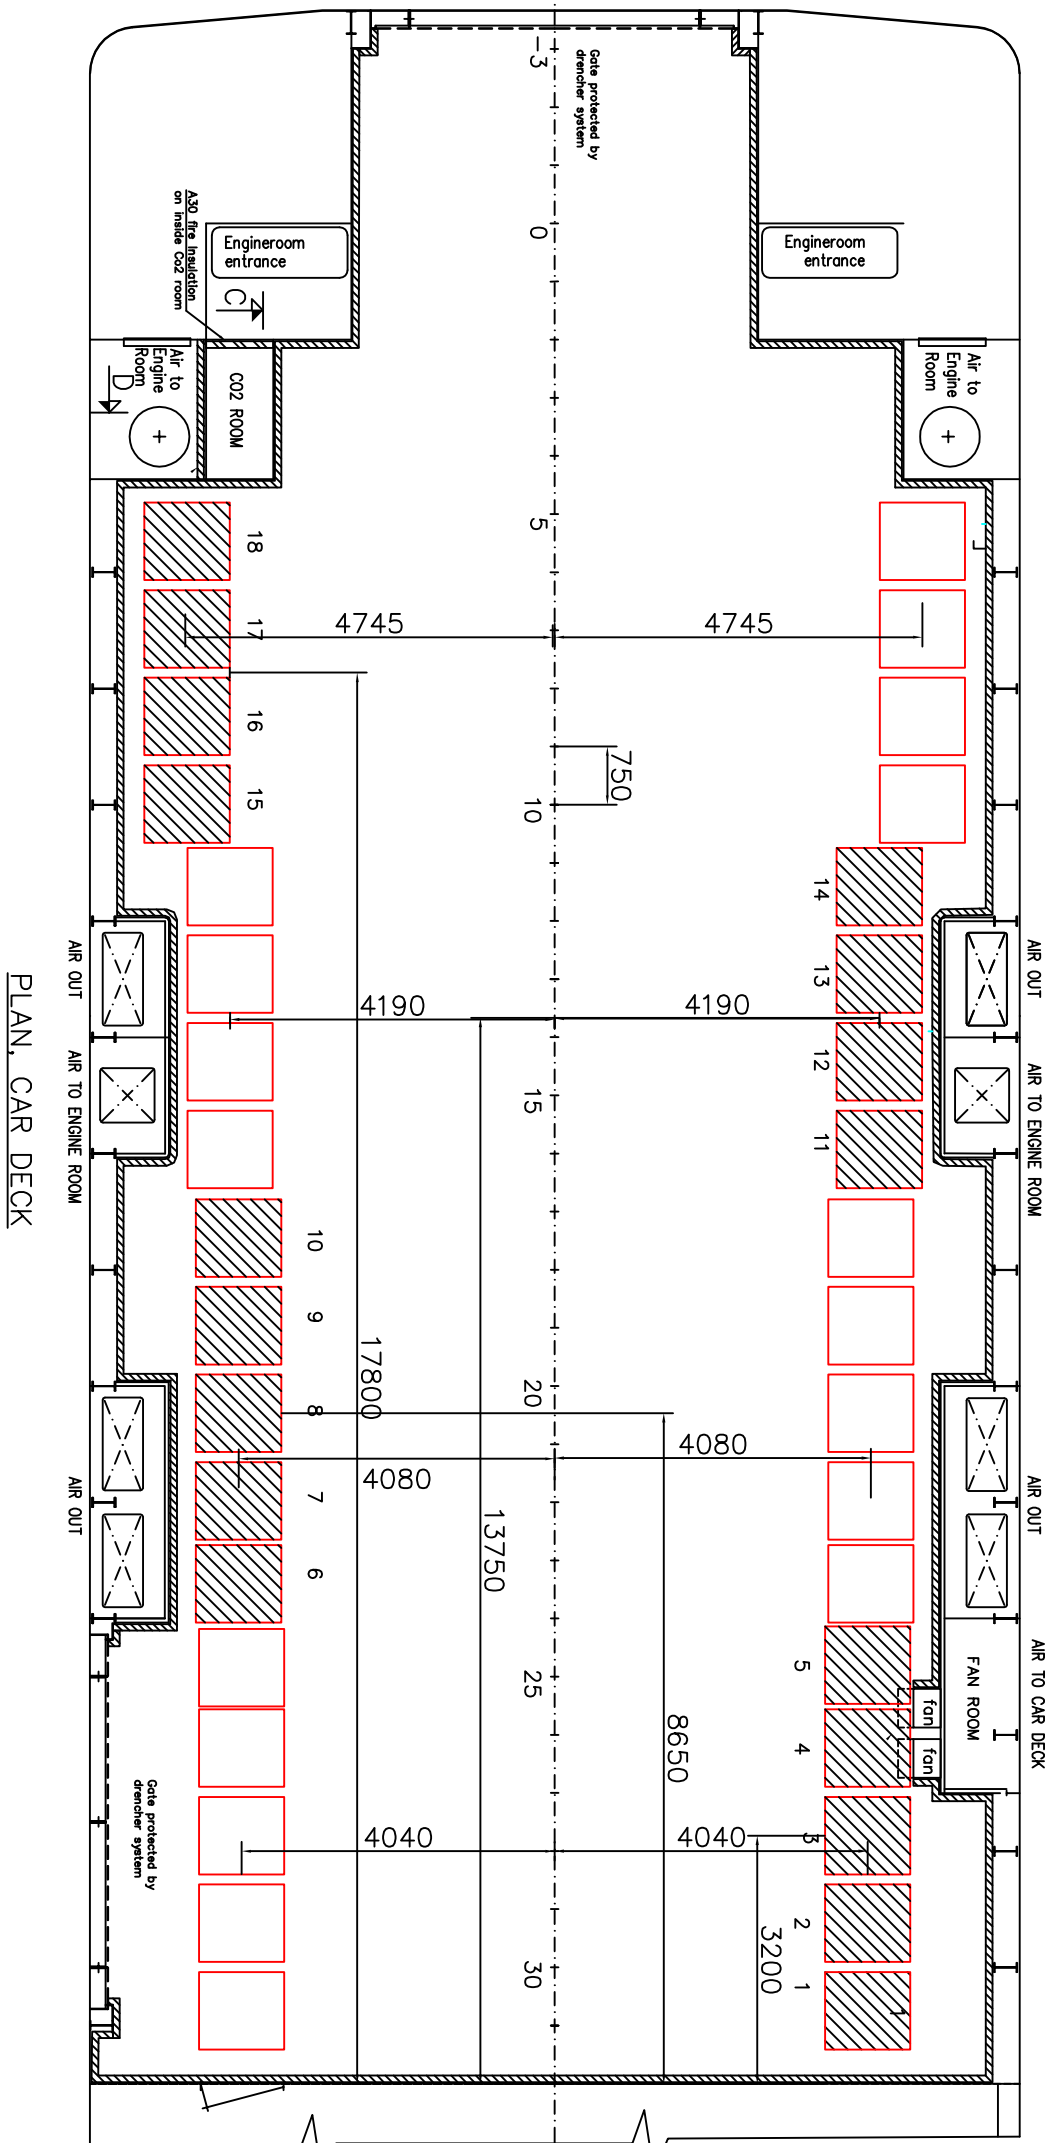 -3
Gate protected by
drencher system
A30 fire insulation
on inside Co2 room
Engineroom
entrance
0
Engineroom
entrance
C
Air to
Engine
Room
D
CO2 ROOM
Air to
Engine
Room
18
5
17
4745
4745
16
750
15
10
14
AIR OUT
13
AIR OUT
4190
4190
12
AIR TO ENGINE ROOM
15
11
AIR TO ENGINE ROOM
PLAN, CAR DECK
10
9
17800
20
8
4080
4080
7
AIR OUT
13750
AIR OUT
6
25
5
FAN ROOM
fan
AIR TO CAR DECK
8650
4
fan
Gate protected by
drencher system
4040
4040
3
2
3200
30
1